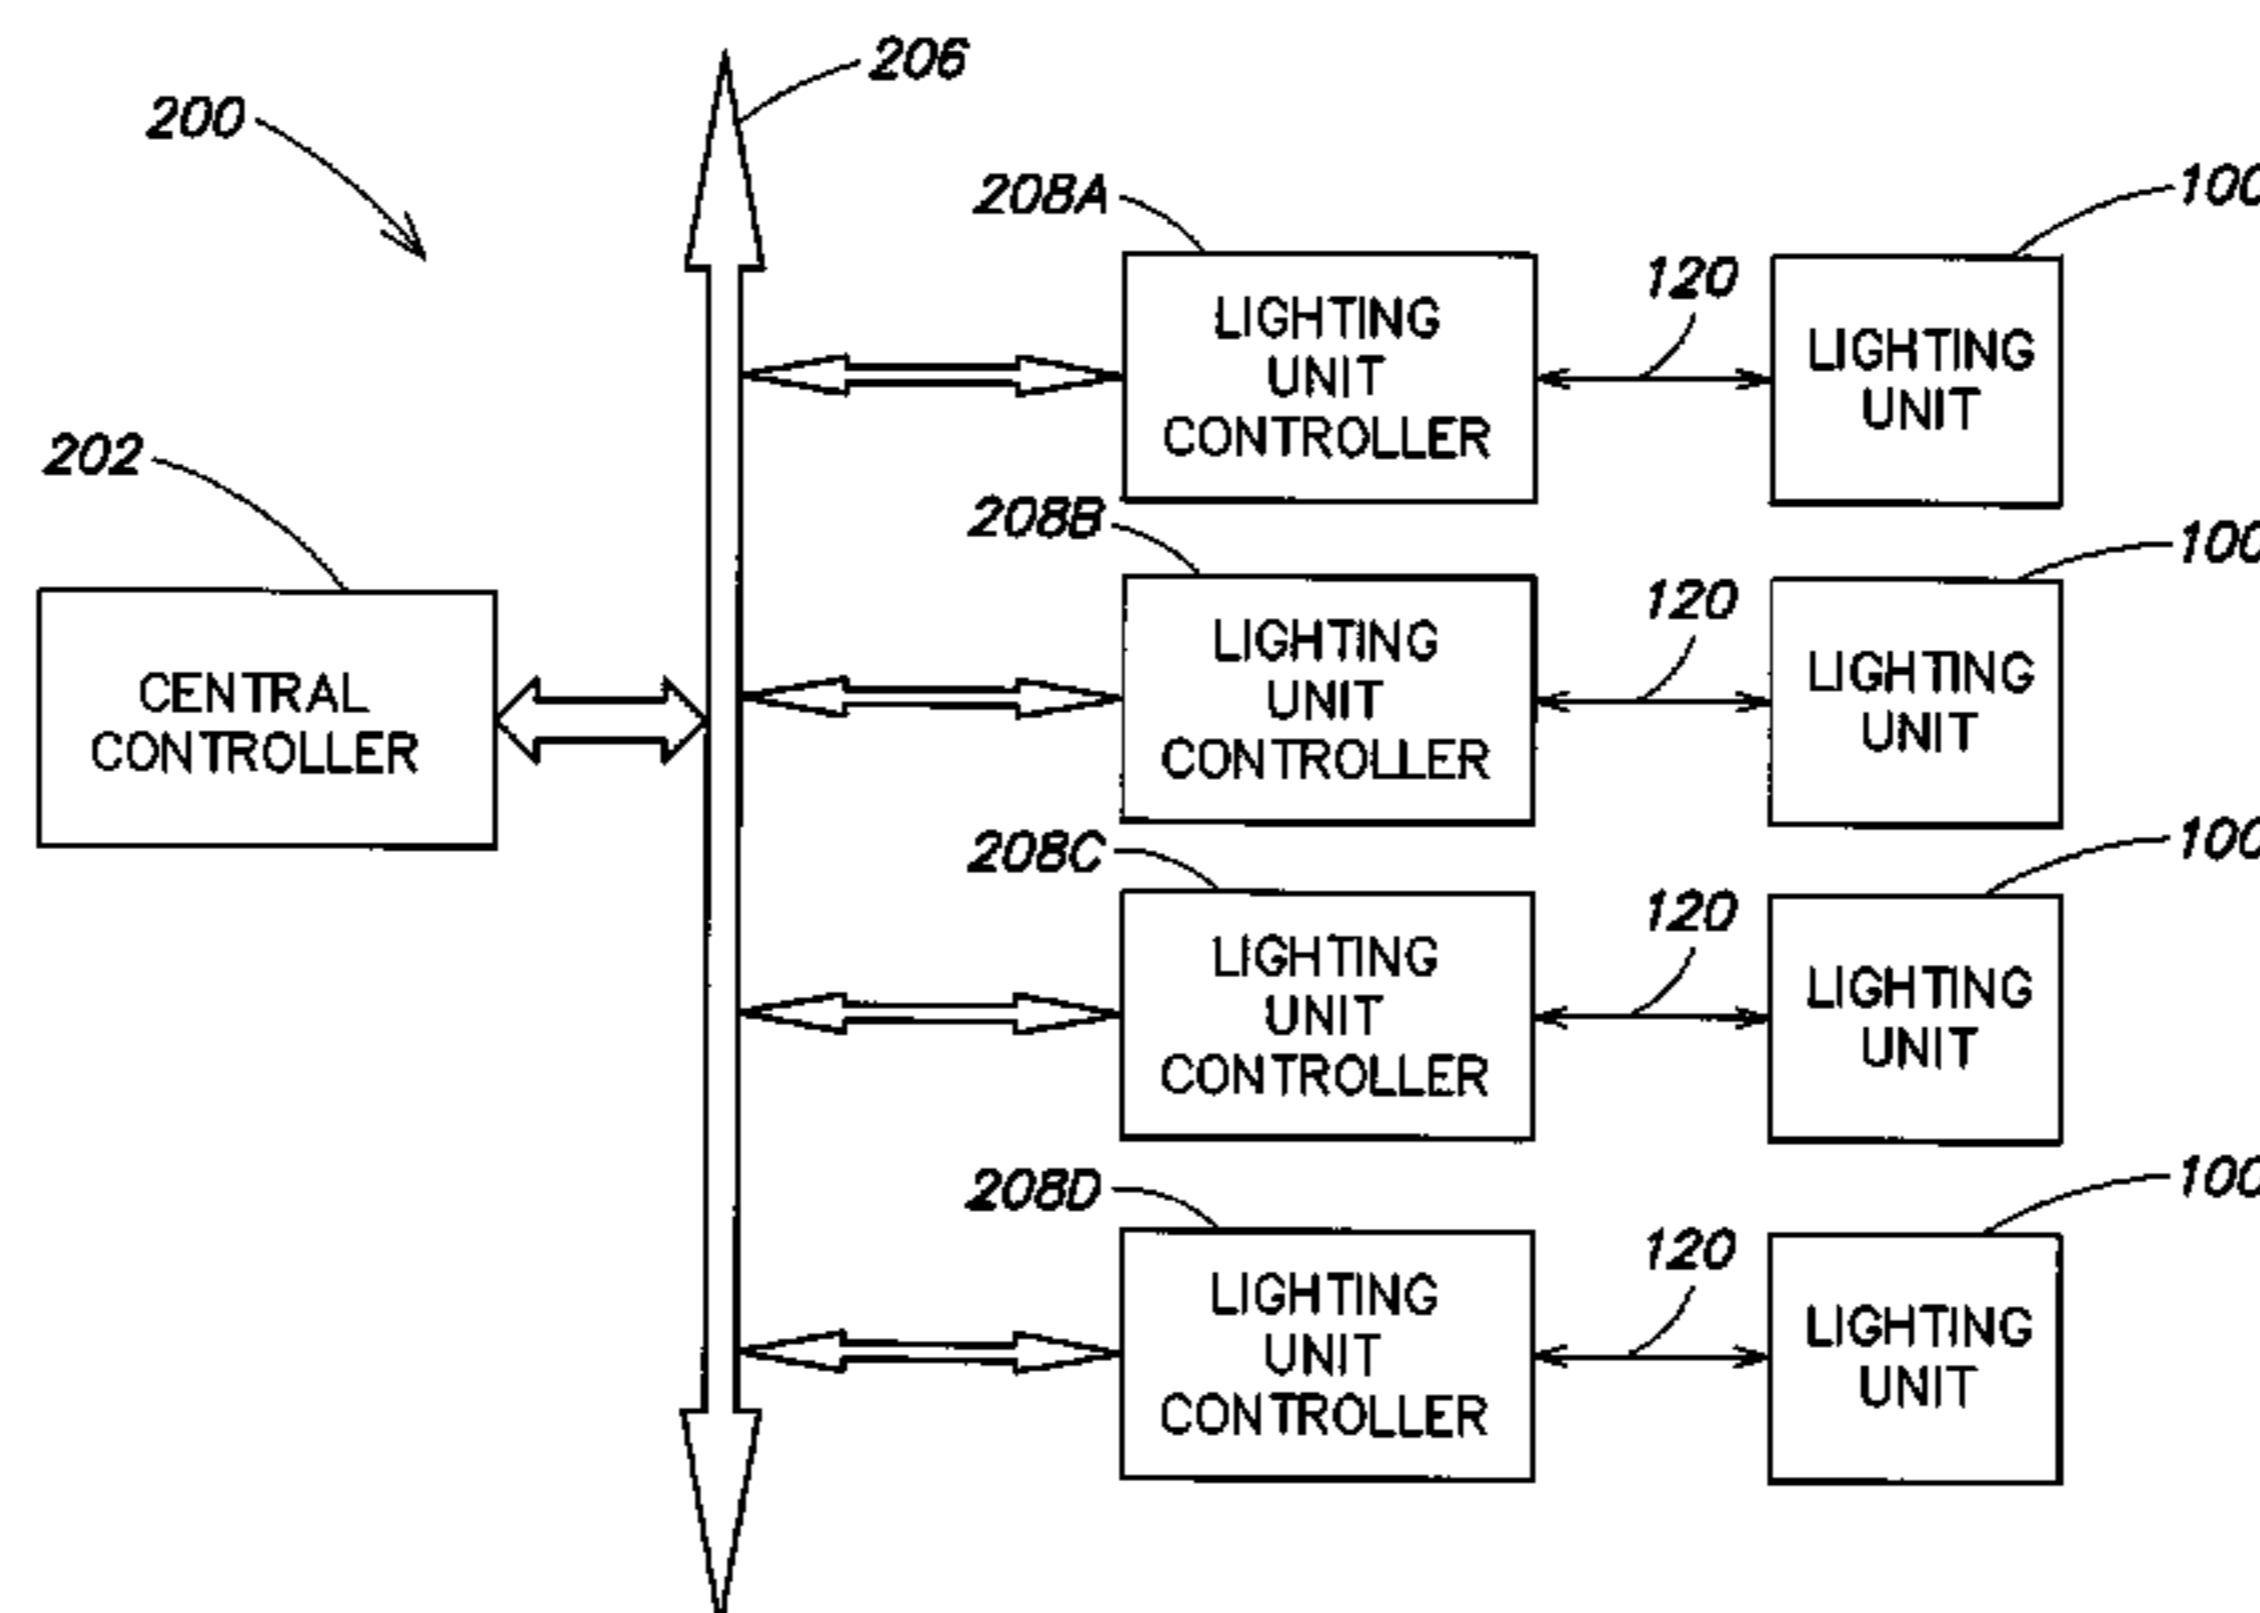 206
200
208A
100
120
LIGHTING
UNIT
CONTROLLER
LIGHTING
UNIT
202
208B
100
120
CENTRAL
CONTROLLER
LIGHTING
UNIT
CONTROLLER
LIGHTING
UNIT
208C
100
120
LIGHTING
UNIT
CONTROLLER
LIGHTING
UNIT
208D
100
120
LIGHTING
UNIT
CONTROLLER
LIGHTING
UNIT